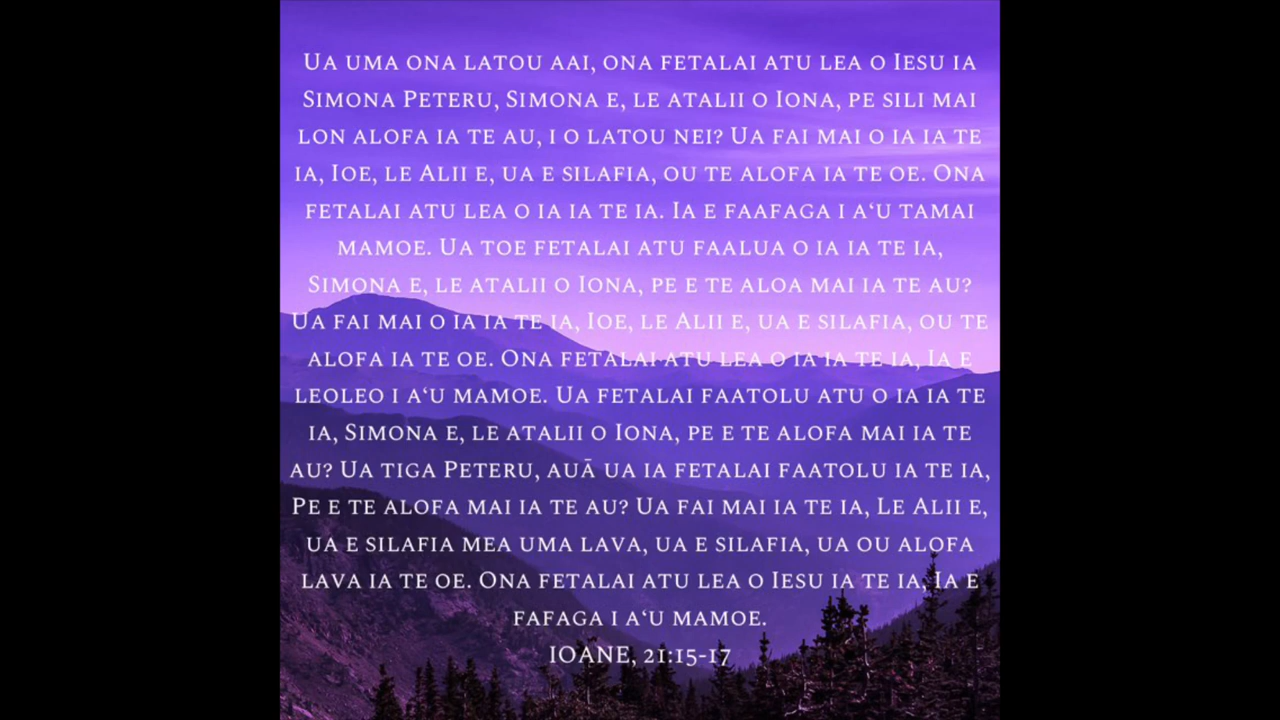 Ua uma ona latou aai, ona fetalai atu lea o Iesu ia
Simona Peteru, Simona e, le atalii o Iona, pe sili mai
lon alofa ia te au, i o latou nei? Ua fai mai o ia ia te
ia, Ioe, le Alii e, ua e silafia, ou te alofa ia te oe. Ona
fetalai atu lea o ia ia te ia. Ia e faafaga i a‘u tamai
mamoe. Ua toe fetalai atu faalua o ia ia te ia,
Simona e, le atalii o Iona, pe e te aloa mai ia te au?
Ua fai mai o ia ia te ia, Ioe, le Alii e, ua e silafia, ou te
alofa ia te oe. Ona fetalai atu lea o ia ia te ia, Ia e
leoleo i a‘u mamoe. Ua fetalai faatolu atu o ia ia te
ia, Simona e, le atalii o Iona, pe e te alofa mai ia te
au? Ua tiga Peteru, auā ua ia fetalai faatolu ia te ia,
Pe e te alofa mai ia te au? Ua fai mai ia te ia, Le Alii e,
ua e silafia mea uma lava, ua e silafia, ua ou alofa
lava ia te oe. Ona fetalai atu lea o Iesu ia te ia, Ia e
fafaga i a‘u mamoe.
IOANE, 21:15-17